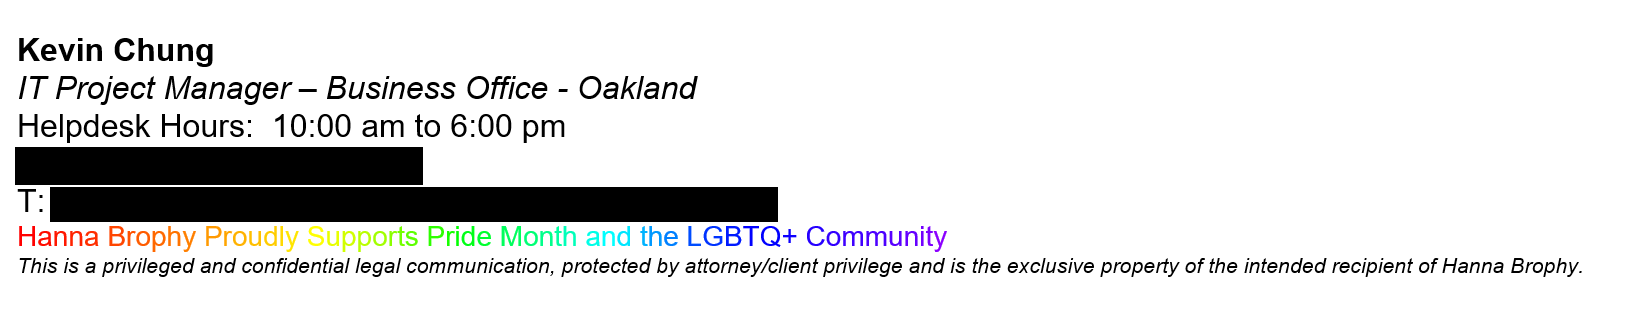 Kevin Chung
IT Project Manager – Business Office - Oakland
Helpdesk Hours:  10:00 am to 6:00 pm
T:
Hanna Brophy Proudly Supports Pride Month and the LGBTQ+ Community
This is a privileged and confidential legal communication, protected by attorney/client privilege and is the exclusive property of the intended recipient of Hanna Brophy.